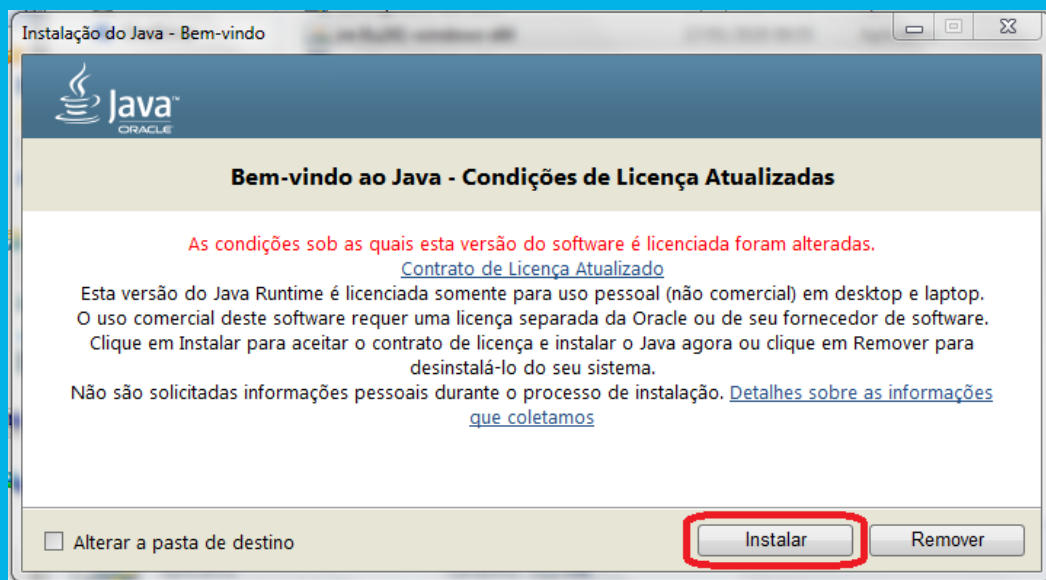 Instalação do Java - Bem-vindo
Java™
ORACLE
Bem-vindo ao Java - Condições de Licença Atualizadas
As condições sob as quais esta versão do software é licenciada foram alteradas.
Contrato de Licença Atualizado
Esta versão do Java Runtime é licenciada somente para uso pessoal (não comercial) em desktop e laptop.
O uso comercial deste software requer uma licença separada da Oracle ou de seu fornecedor de software.
Clique em Instalar para aceitar o contrato de licença e instalar o Java agora ou clique em Remover para
desinstalá-lo do seu sistema.
Não são solicitadas informações pessoais durante o processo de instalação. Detalhes sobre as informações
que coletamos
Alterar a pasta de destino
Instalar
Remover